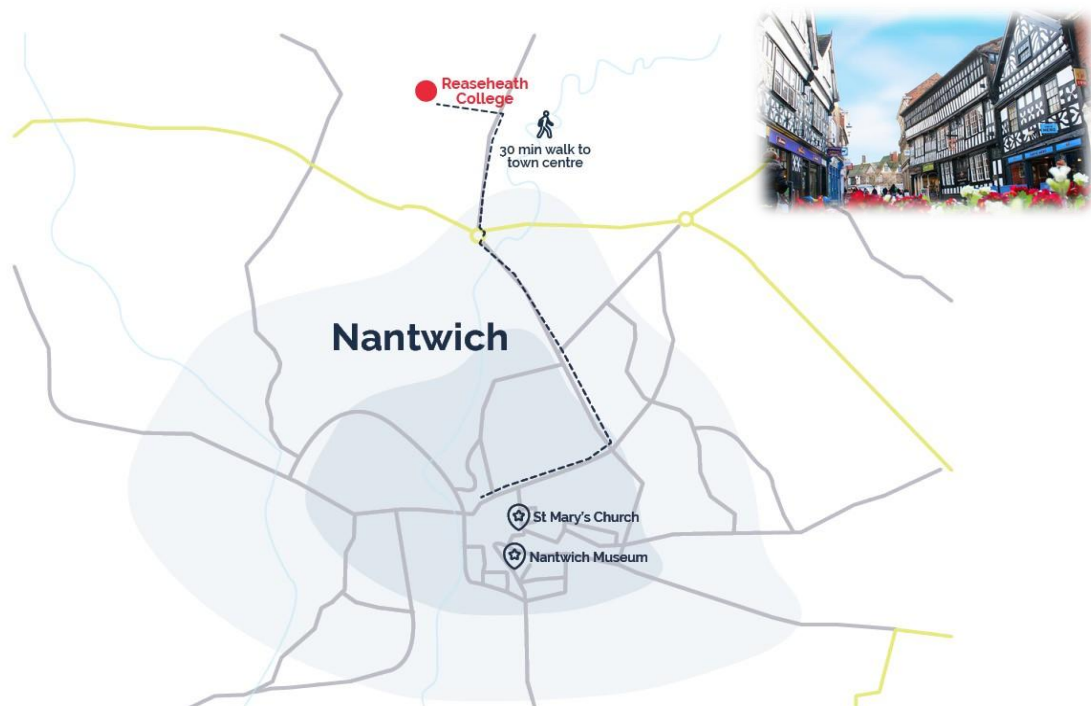 Reaseheath
College
30 min walk to
town centre
Nantwich
St Mary's Church
Nantwich Museum